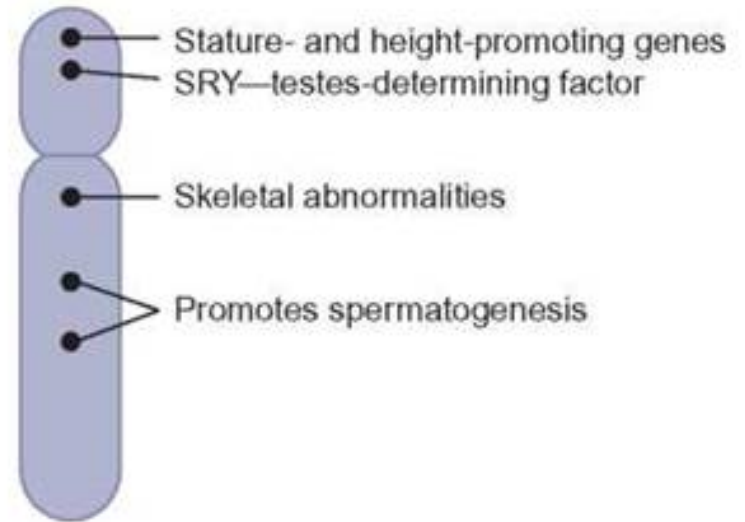 Stature- and height-promoting genes
SRY—testes-determining factor
Skeletal abnormalities
Promotes spermatogenesis